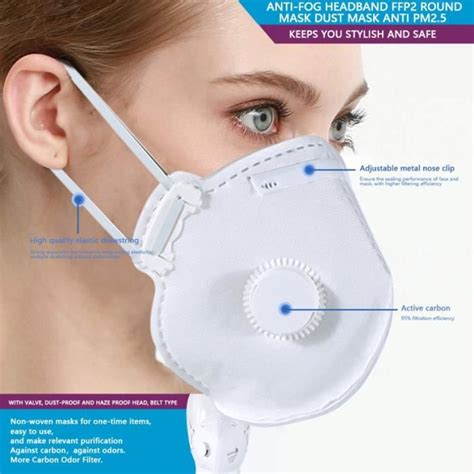 ANTI-FOG HEADBAND FFP2 ROUND
MASK DUST MASK ANTI PM2.5
KEEPS YOU STYLISH AND SAFE
Adjustable metal nose clip
Ensure the sealing performance of face and
mask, with higher filtering efficiency
High quality elastic drawstring
Active carbon
95% filtration efficiency
WITH VALVE, DUST-PROOF AND HAZE PROOF HEAD, BELT TYPE
Non-woven masks for one-time items,
easy to use,
and make relevant purification
Against carbon, against odors.
More Carbon Odor Filter.